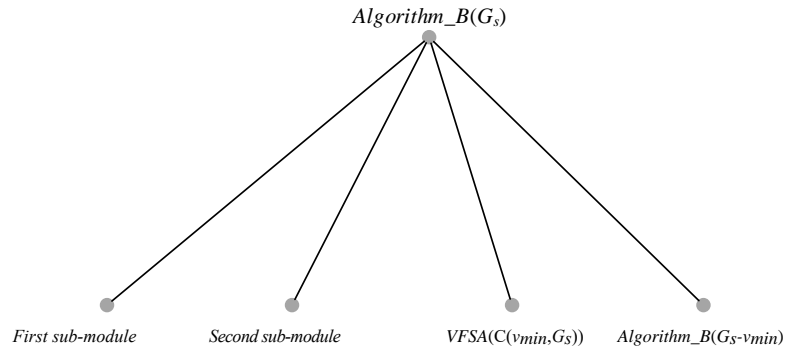 Algorithm_B(Gs)
First sub-module Second sub-module VFSA(C(vmin,Gs)) Algorithm_B(Gs-vmin)